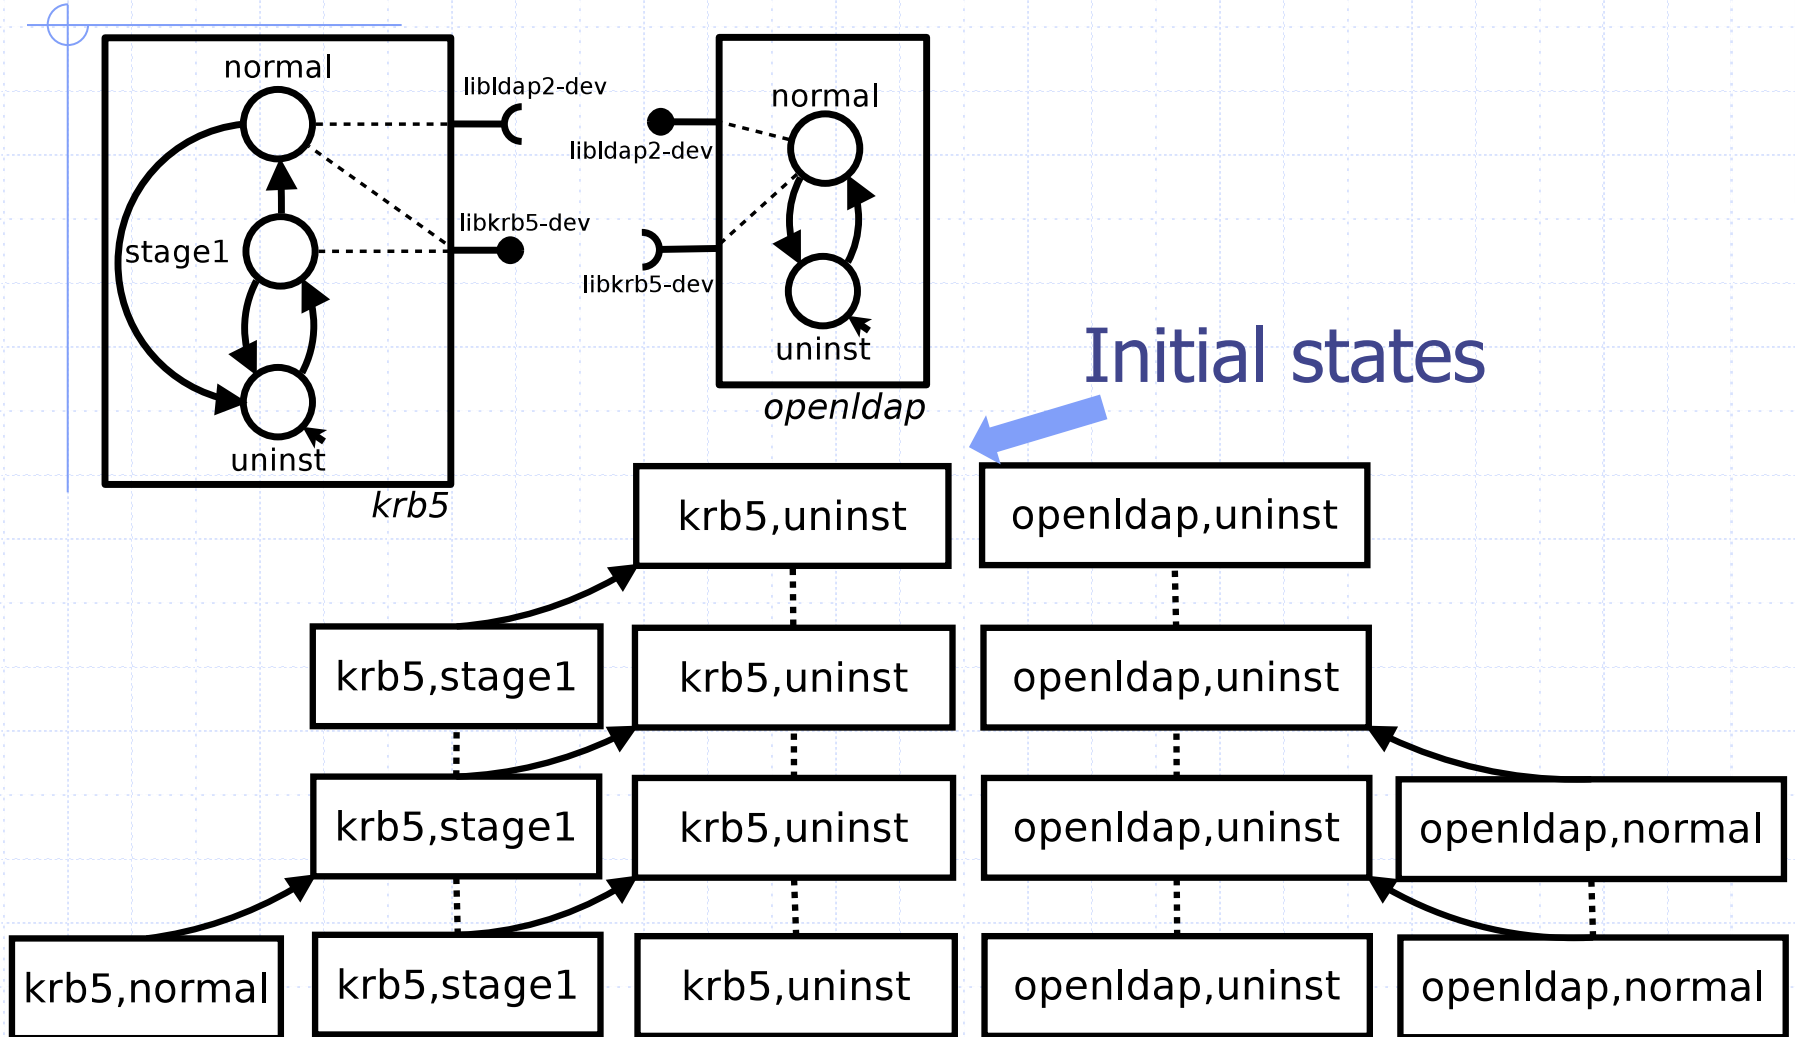 normal
libldap2-dev
stage1
libkrb5-dev
uninst
krb5
normal
libldap2-dev
libkrb5-dev
uninst
openldap
Initial states
krb5,uninst
openldap,uninst
krb5,stage1
krb5,uninst
openldap,uninst
krb5,stage1
krb5,uninst
openldap,uninst
openldap,normal
krb5,normal
krb5,stage1
krb5,uninst
openldap,uninst
openldap,normal